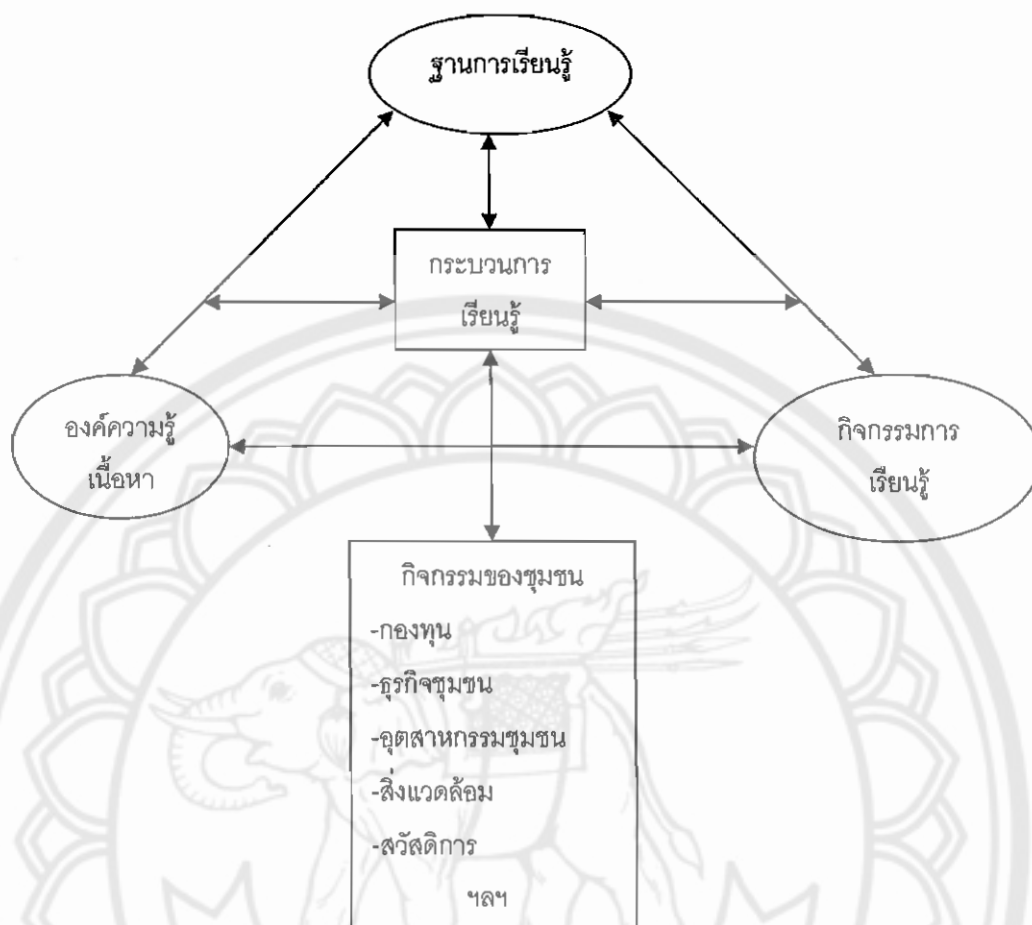 ฐานการเรียนรู้
กระบวนการ
เรียนรู้
องค์ความรู้
เนื้อหา
กิจกรรมการ
เรียนรู้
กิจกรรมของชุมชน
-กองทุน
-ธุรกิจชุมชน
-อุตสาหกรรมชุมชน
-สิ่งแวดล้อม
-สวัสดิการ
ฯลฯ